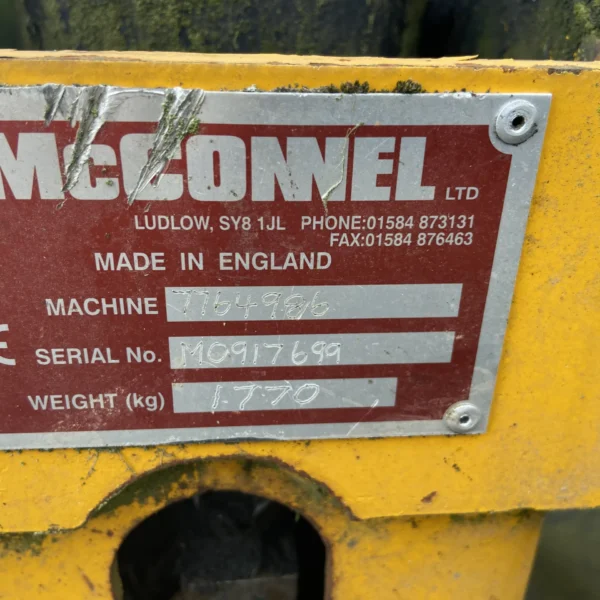 McCONNEL LTD
LUDLOW, SY8 1JL PHONE:01584 873131
FAX:01584 876463
MADE IN ENGLAND
MACHINE T764986
SERIAL No. M0917699
WEIGHT (kg) 1770